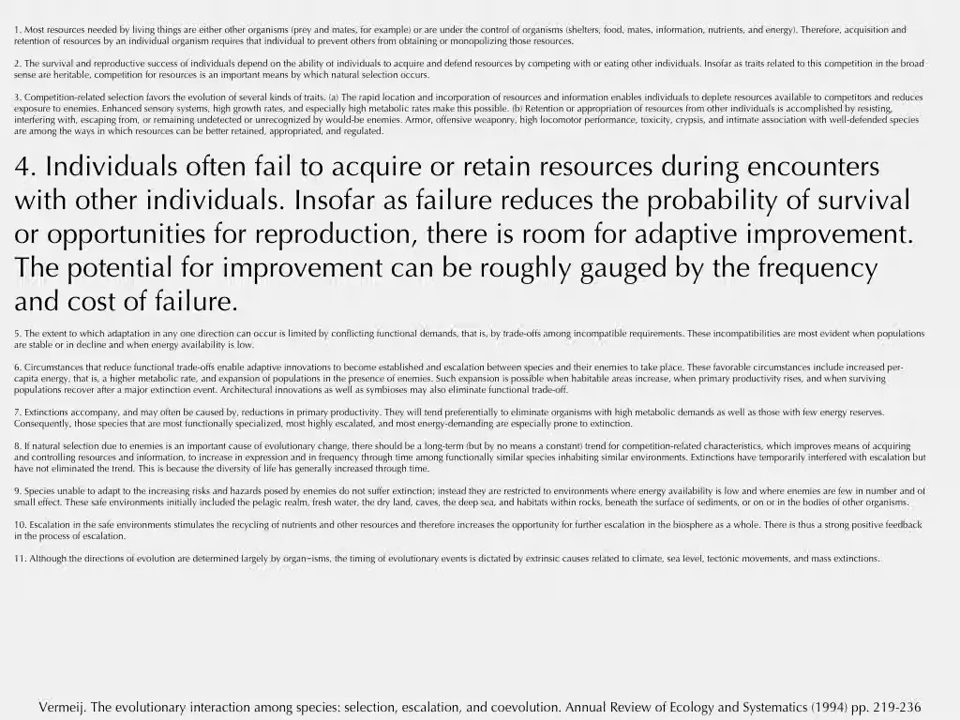 1. Most resources needed by living things are either other organisms (prey and mates, for example) or are under the control of organisms (shelters, food, mates, information, nutrients, and energy). Therefore, acquisition and
retention of resources by an individual organism requires that individual to prevent others from obtaining or monopolizing those resources.
2. The survival and reproductive success of individuals depend on the ability of individuals to acquire and defend resources by competing with or eating other individuals. Insofar as traits related to this competition in the broad
sense are heritable, competition for resources is an important means by which natural selection occurs.
3. Competition-related selection favors the evolution of several kinds of traits. (a) The rapid location and incorporation of resources and information enables individuals to deplete resources available to competitors and reduces
exposure to enemies. Enhanced sensory systems, high growth rates, and especially high metabolic rates make this possible. (b) Retention or appropriation of resources from other individuals is accomplished by resisting,
interfering with, escaping from, or remaining undetected or unrecognized by would-be enemies. Armor, offensive weaponry, high locomotor performance, toxicity, crypsis, and intimate association with well-defended species
are among the ways in which resources can be better retained, appropriated, and regulated.
4. Individuals often fail to acquire or retain resources during encounters
with other individuals. Insofar as failure reduces the probability of survival
or opportunities for reproduction, there is room for adaptive improvement.
The potential for improvement can be roughly gauged by the frequency
and cost of failure.
5. The extent to which adaptation in any one direction can occur is limited by conflicting functional demands, that is, by trade-offs among incompatible requirements. These incompatibilities are most evident when populations
are stable or in decline and when energy availability is low.
6. Circumstances that reduce functional trade-offs enable adaptive innovations to become established and escalation between species and their enemies to take place. These favorable circumstances include increased per-
capita energy, that is, a higher metabolic rate, and expansion of populations in the presence of enemies. Such expansion is possible when habitable areas increase, when primary productivity rises, and when surviving
populations recover after a major extinction event. Architectural innovations as well as symbioses may also eliminate functional trade-off.
7. Extinctions accompany, and may often be caused by, reductions in primary productivity. They will tend preferentially to eliminate organisms with high metabolic demands as well as those with few energy reserves.
Consequently, those species that are most functionally specialized, most highly escalated, and most energy-demanding are especially prone to extinction.
8. If natural selection due to enemies is an important cause of evolutionary change, there should be a long-term (but by no means a constant) trend for competition-related characteristics, which improves means of acquiring
and controlling resources and information, to increase in expression and in frequency through time among functionally similar species inhabiting similar environments. Extinctions have temporarily interfered with escalation but
have not eliminated the trend. This is because the diversity of life has generally increased through time.
9. Species unable to adapt to the increasing risks and hazards posed by enemies do not suffer extinction; instead they are restricted to environments where energy availability is low and where enemies are few in number and of
small effect. These safe environments initially included the pelagic realm, fresh water, the dry land, caves, the deep sea, and habitats within rocks, beneath the surface of sediments, or on or in the bodies of other organisms.
10. Escalation in the safe environments stimulates the recycling of nutrients and other resources and therefore increases the opportunity for further escalation in the biosphere as a whole. There is thus a strong positive feedback
in the process of escalation.
11. Although the directions of evolution are determined largely by organ¬isms, the timing of evolutionary events is dictated by extrinsic causes related to climate, sea level, tectonic movements, and mass extinctions.
Vermeij. The evolutionary interaction among species: selection, escalation, and coevolution. Annual Review of Ecology and Systematics (1994) pp. 219-236